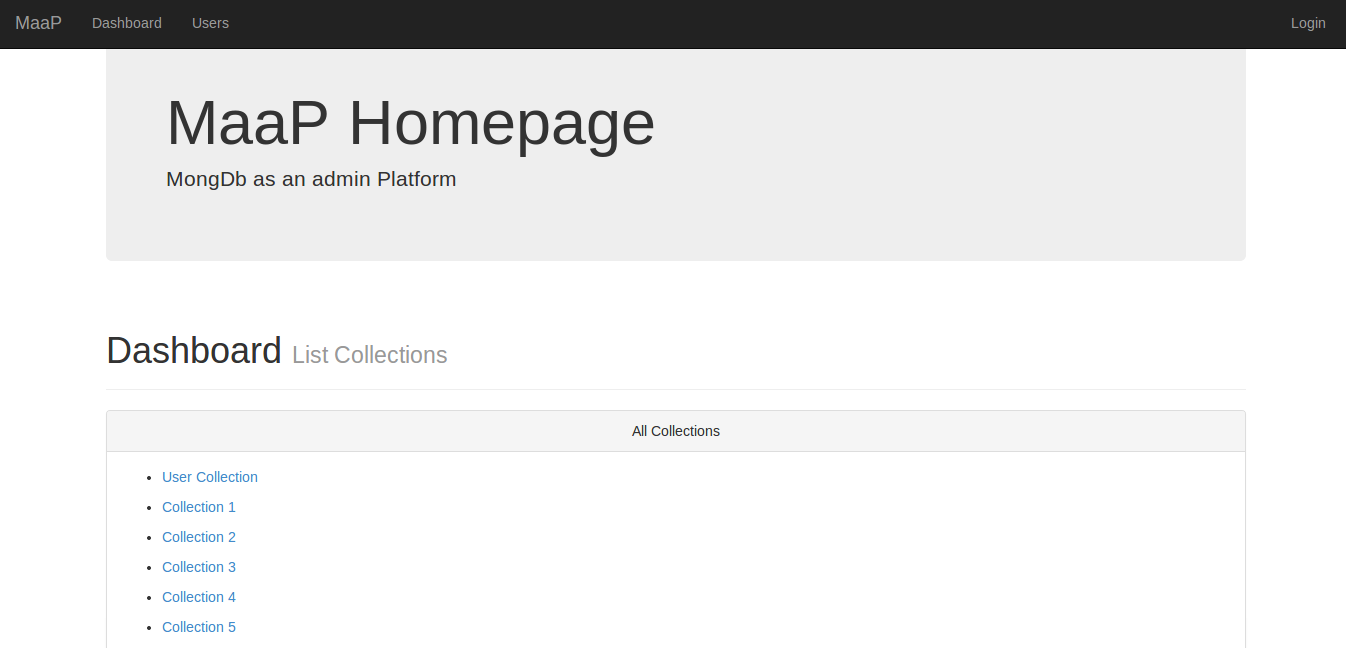 MaaP Dashboard Users Login
MaaP Homepage
MongDb as an admin Platform
Dashboard List Collections
All Collections
User Collection
Collection 1
Collection 2
Collection 3
Collection 4
Collection 5